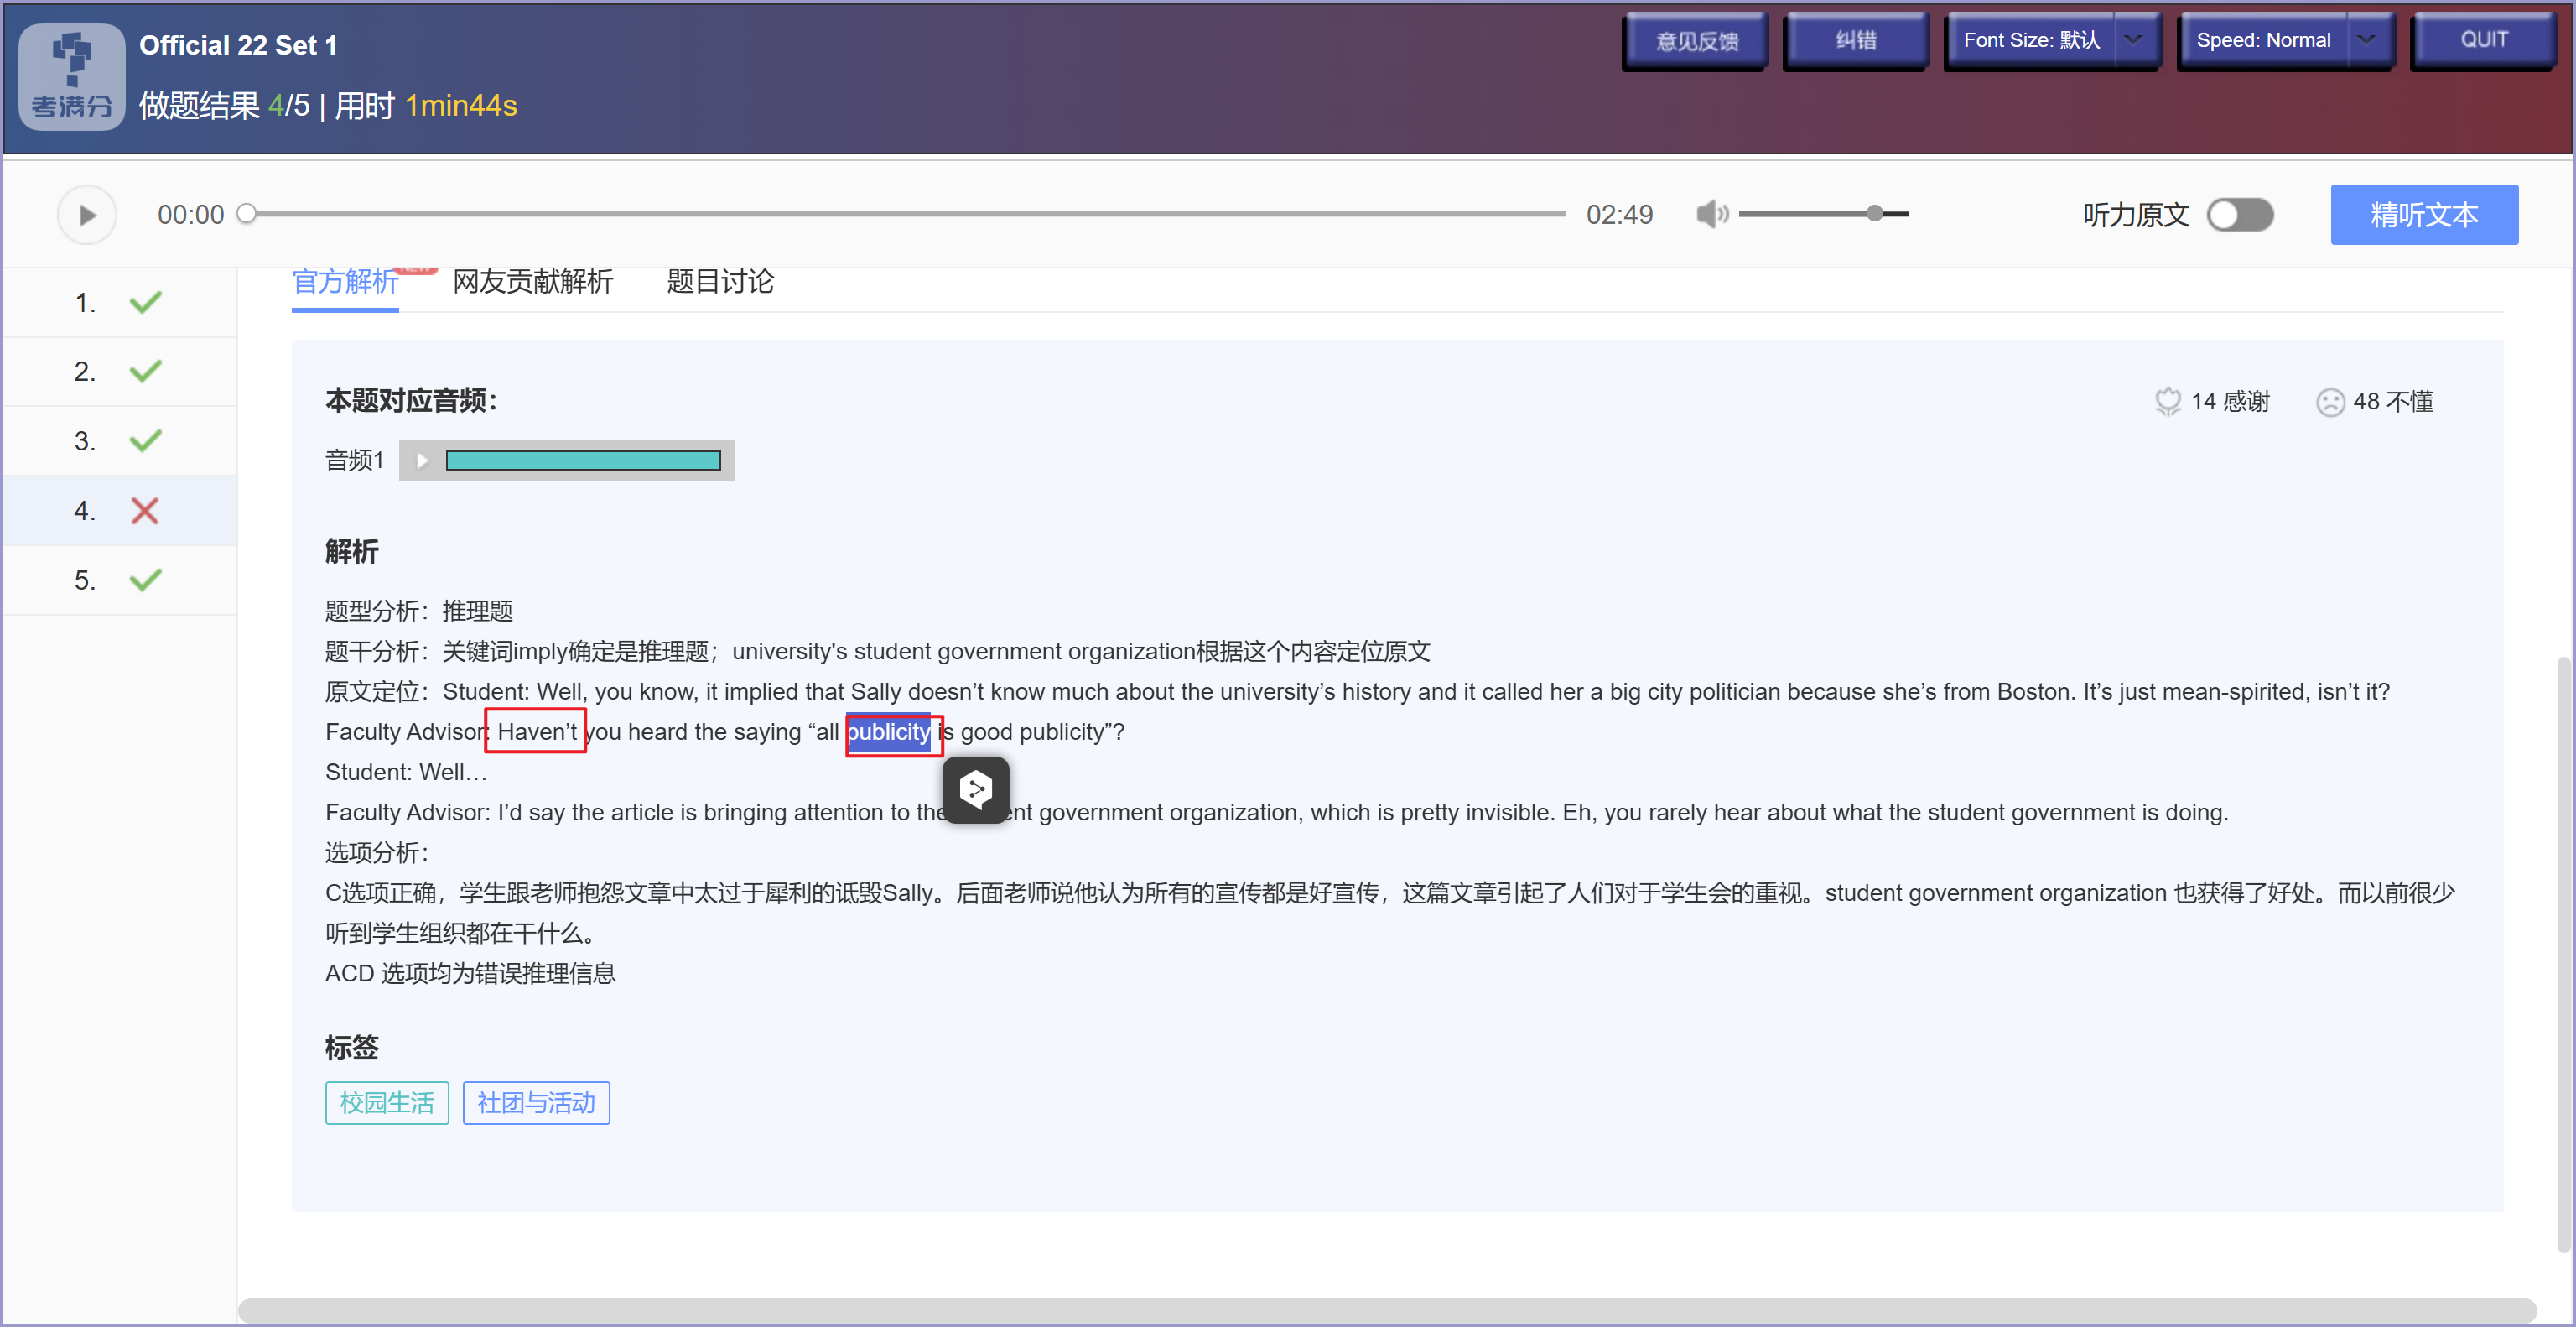 考满分
Official 22 Set 1
做题结果 4/5 | 用时 1min44s
意见反馈
纠错
Font Size: 默认
Speed: Normal
QUIT
00:00
02:49
听力原文
精听文本
官方解析
网友贡献解析
题目讨论
1.
2.
3.
4.
5.
本题对应音频：
14 感谢
48 不懂
音频1
解析
题型分析：推理题
题干分析：关键词imply确定是推理题；university's student government organization根据这个内容定位原文
原文定位：Student: Well, you know, it implied that Sally doesn’t know much about the university’s history and it called her a big city politician because she’s from Boston. It’s just mean-spirited, isn’t it?
Faculty Advisor: Haven’t you heard the saying “all publicity is good publicity”?
Student: Well…
Faculty Advisor: I’d say the article is bringing attention to the nt government organization, which is pretty invisible. Eh, you rarely hear about what the student government is doing.
选项分析：
C选项正确，学生跟老师抱怨文章中太过于犀利的诋毁Sally。后面老师说他认为所有的宣传都是好宣传，这篇文章引起了人们对于学生会的重视。student government organization 也获得了好处。而以前很少
听到学生组织都在干什么。
ACD 选项均为错误推理信息
标签
校园生活
社团与活动